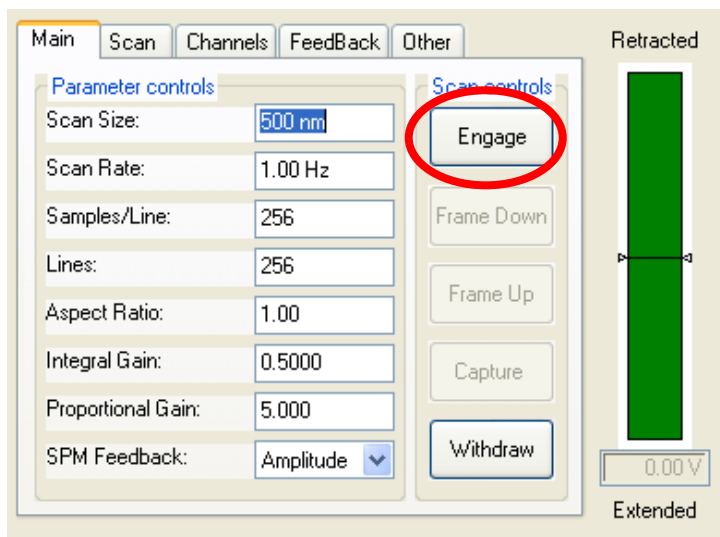 Main Scan Channels FeedBack Other
Retracted
Parameter controls
Scan controls
Scan Size: 500 nm
Engage
Scan Rate: 1.00 Hz
Samples/Line: 256
Frame Down
Lines: 256
Frame Up
Aspect Ratio: 1.00
Integral Gain: 0.5000
Capture
Proportional Gain: 5.000
SPM Feedback: Amplitude
Withdraw
0.00 V
Extended